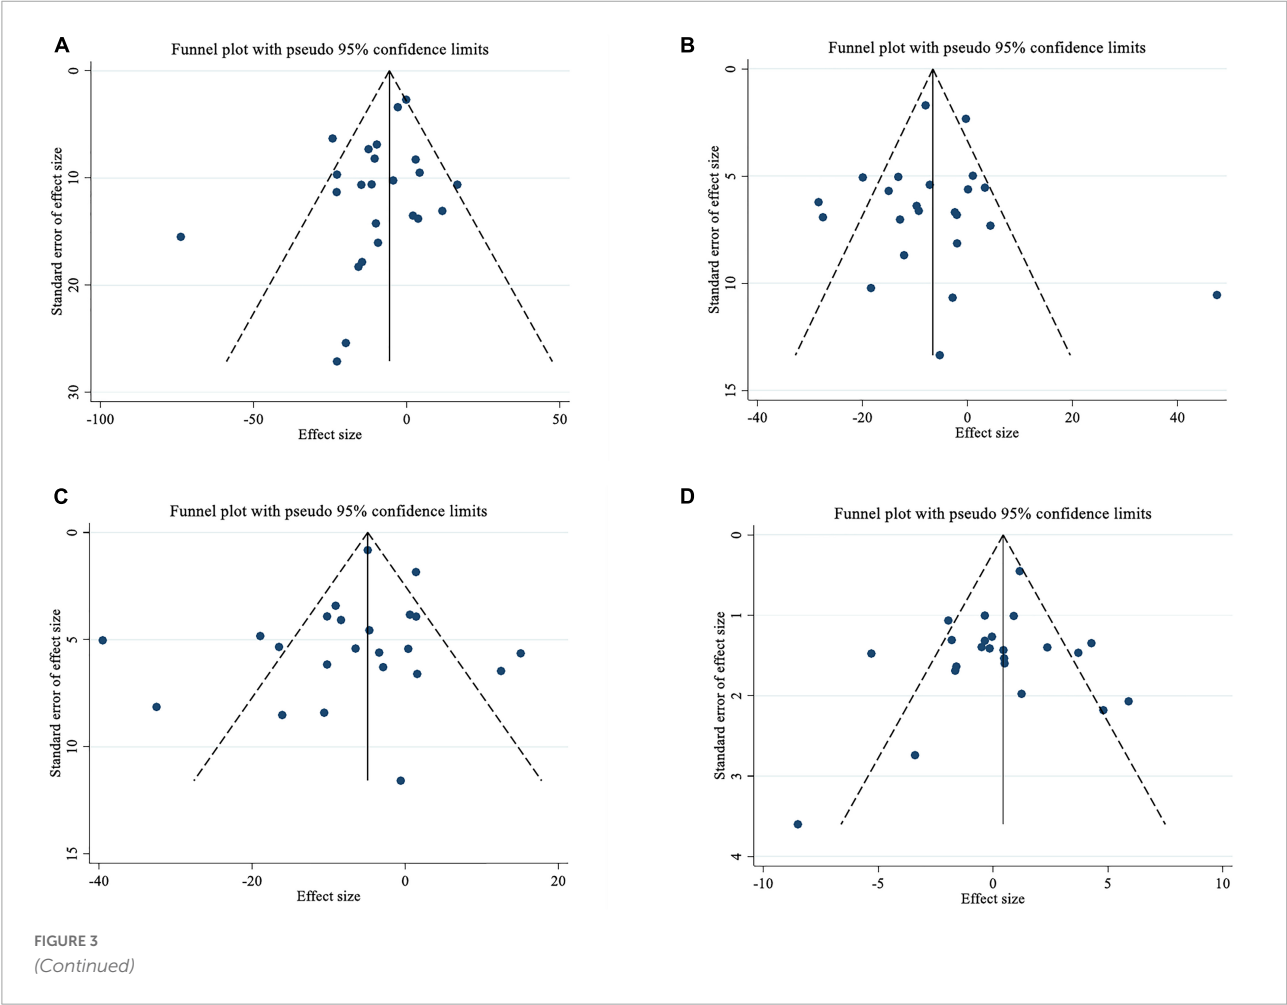 A
Funnel plot with pseudo 95% confidence limits
Standard error of effect size
0
10
20
30
-100
-50
0
50
Effect size
B
Funnel plot with pseudo 95% confidence limits
Standard error of effect size
0
5
10
15
-40
-20
0
20
40
Effect size
C
Funnel plot with pseudo 95% confidence limits
Standard error of effect size
0
5
10
15
-40
-20
0
20
Effect size
D
Funnel plot with pseudo 95% confidence limits
Standard error of effect size
0
1
2
3
4
-10
-5
0
5
10
Effect size
FIGURE 3
(Continued)